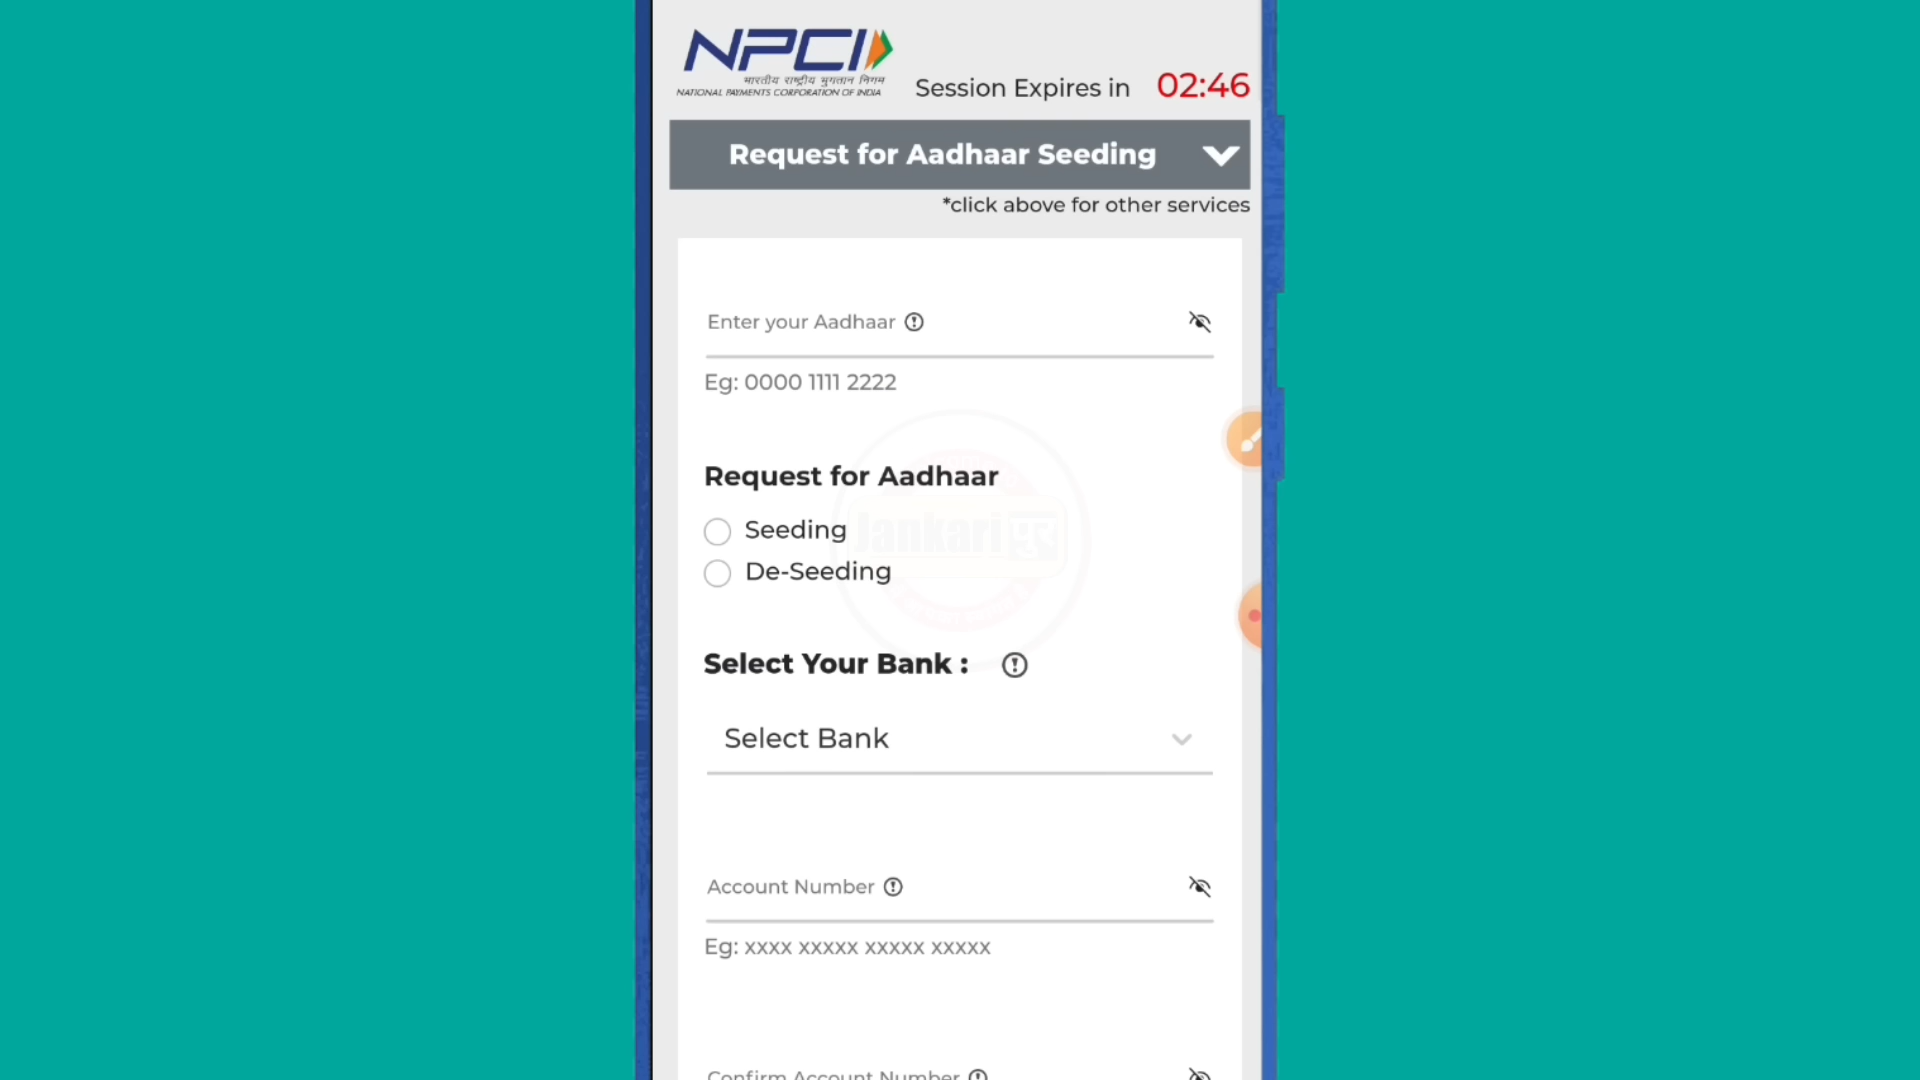 NPCI
भारतीय राष्ट्रीय भुगतान निगम
NATIONAL PAYMENTS CORPORATION OF INDIA
Session Expires in 02:46
Request for Aadhaar Seeding
*click above for other services
Enter your Aadhaar
Eg: 0000 1111 2222
Request for Aadhaar
Seeding
Jankari पुर
De-Seeding
Select Your Bank :
Select Bank
Account Number
Eg: xxxx xxxxx xxxxx xxxxx
Confirm Account Number